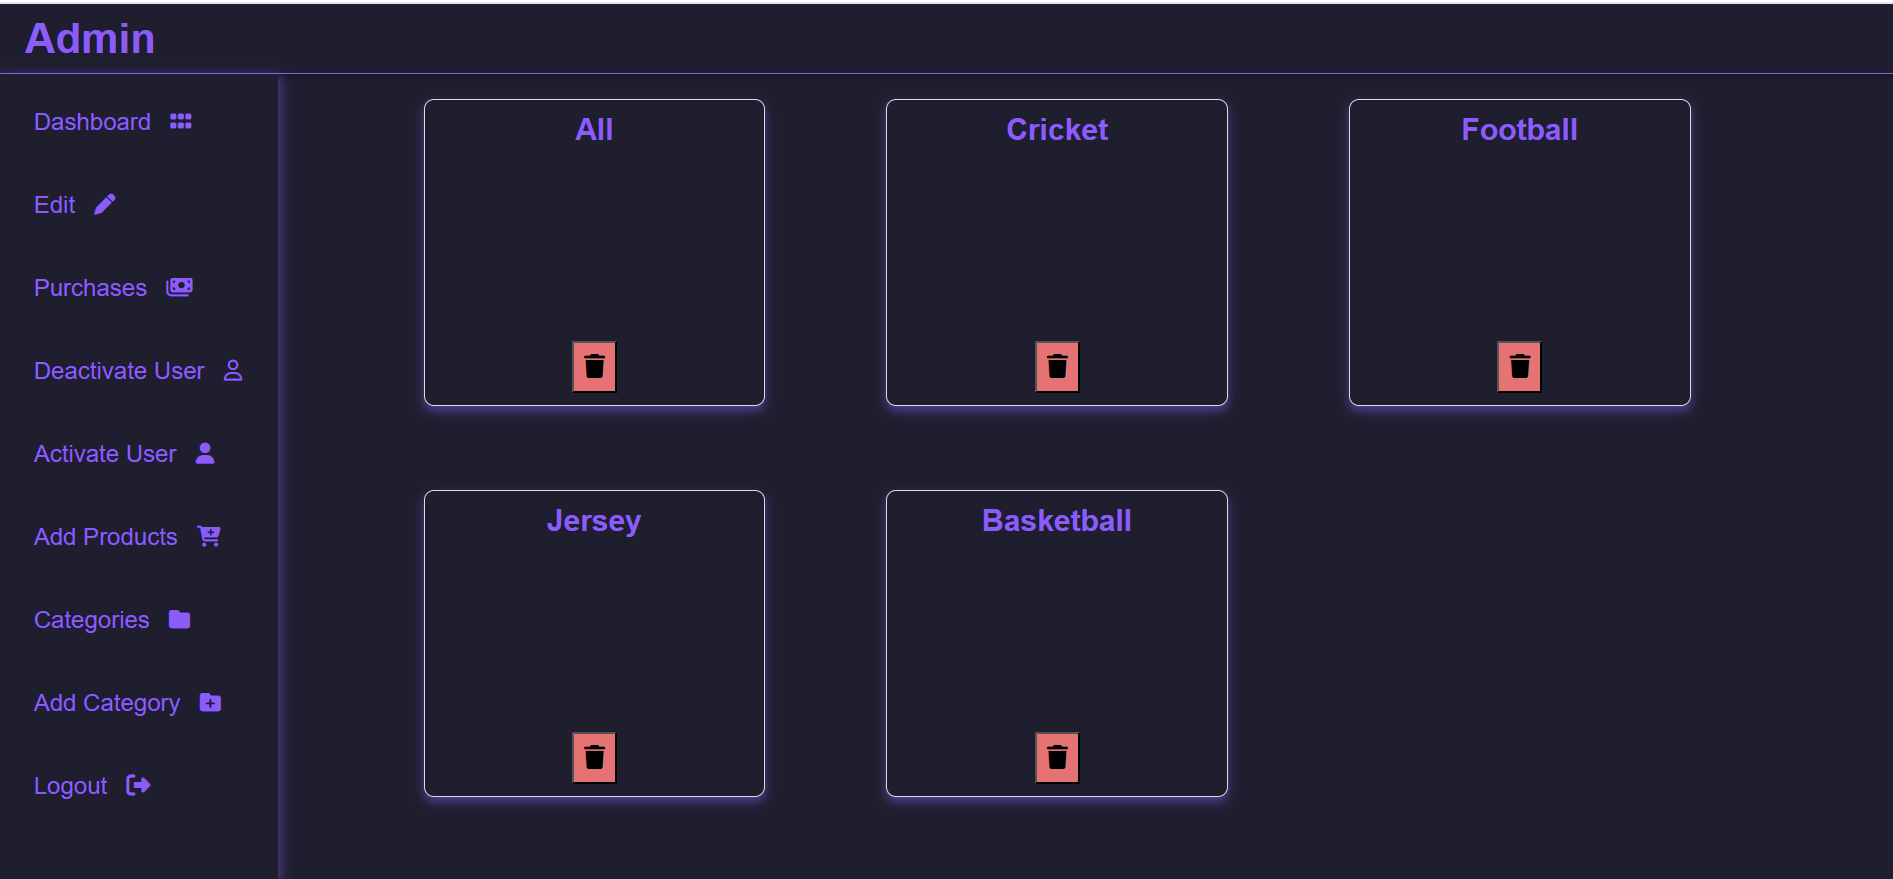 Admin
Dashboard
Edit
Purchases
Deactivate User
Activate User
Add Products
Categories
Add Category
Logout
All
Cricket
Football
Jersey
Basketball